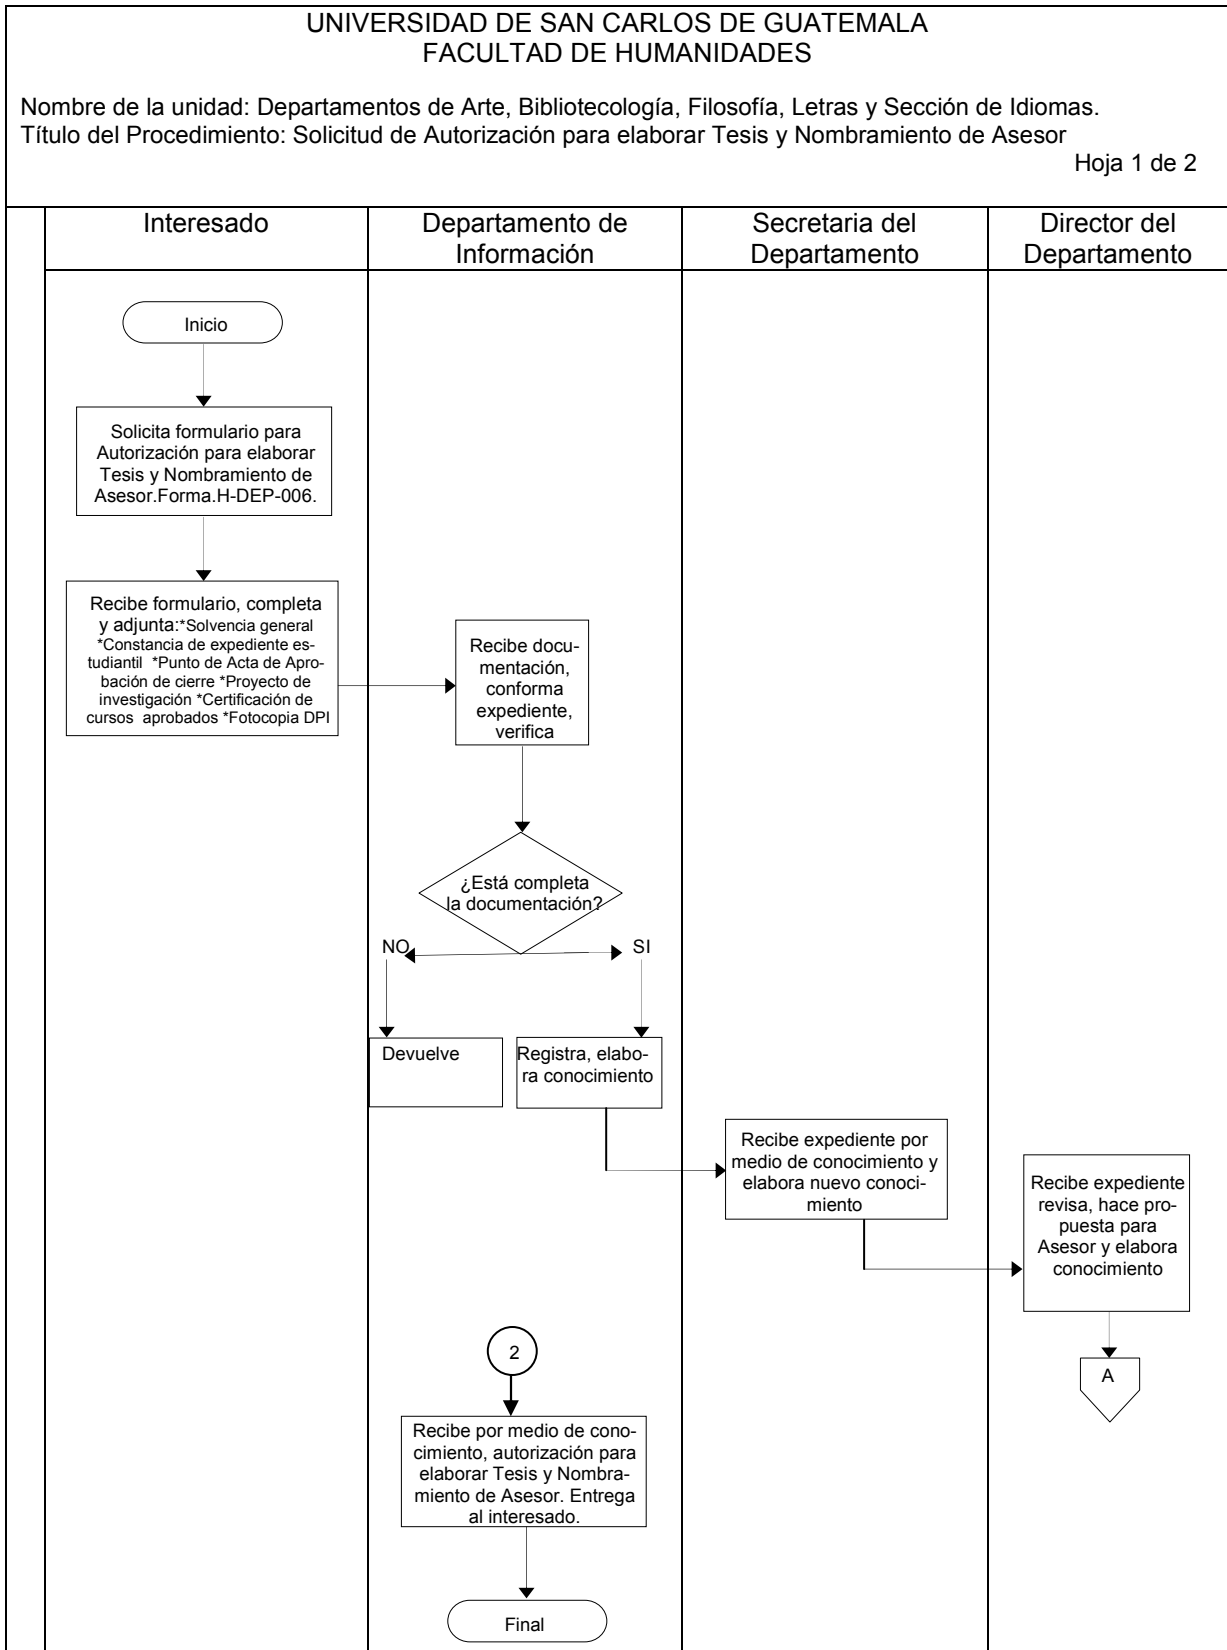 UNIVERSIDAD DE SAN CARLOS DE GUATEMALA
FACULTAD DE HUMANIDADES
Nombre de la unidad: Departamentos de Arte, Bibliotecología, Filosofía, Letras y Sección de Idiomas.
Título del Procedimiento: Solicitud de Autorización para elaborar Tesis y Nombramiento de Asesor
Hoja 1 de 2
Interesado
Departamento de
Información
Secretaria del
Departamento
Director del
Departamento
Inicio
Solicita formulario para
Autorización para elaborar
Tesis y Nombramiento de
Asesor.Forma.H-DEP-006.
Recibe formulario, completa
y adjunta:*Solvencia general
*Constancia de expediente es-
tudiantil *Punto de Acta de Apro-
bación de cierre *Proyecto de
investigación *Certificación de
cursos aprobados *Fotocopia DPI
Recibe docu-
mentación,
conforma
expediente,
verifica
¿Está completa
la documentación?
NO
SI
Devuelve
Registra, elabo-
ra conocimiento
Recibe expediente por
medio de conocimiento y
elabora nuevo conoci-
miento
Recibe expediente
revisa, hace pro-
puesta para
Asesor y elabora
conocimiento
A
2
Recibe por medio de cono-
cimiento, autorización para
elaborar Tesis y Nombra-
miento de Asesor. Entrega
al interesado.
Final